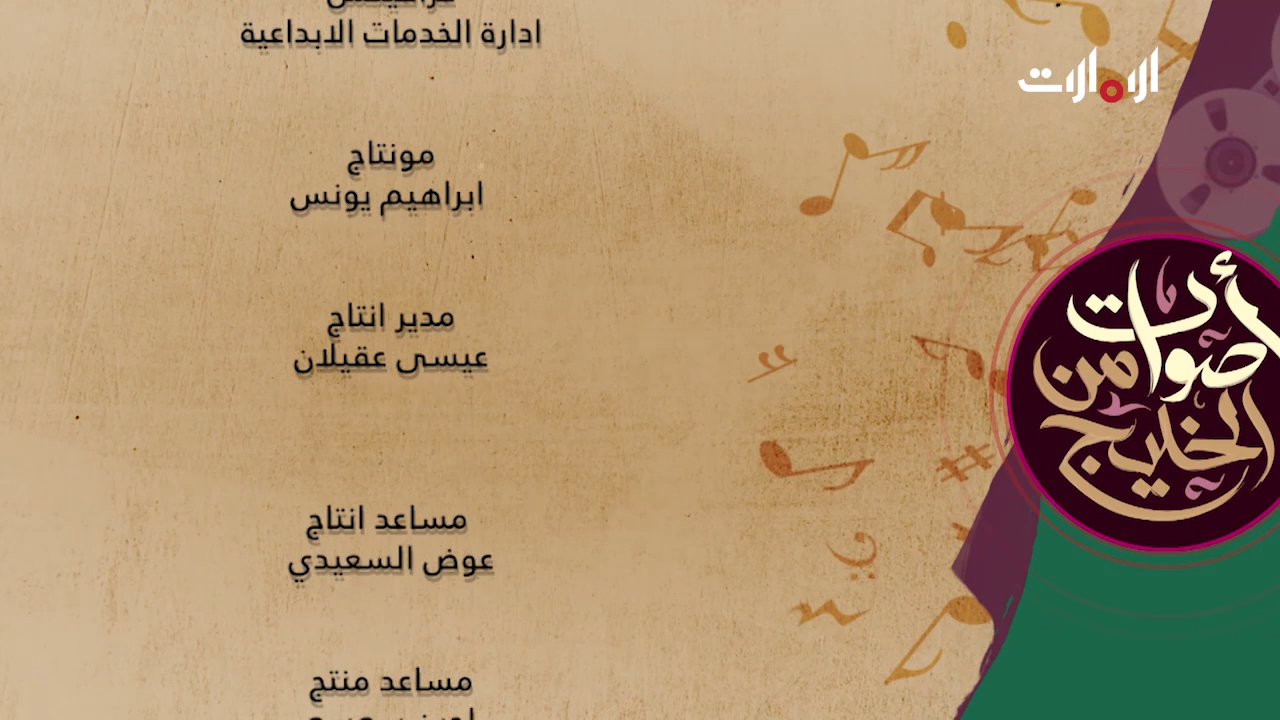 ادارة الخدمات الابداعية
الامارات
مونتاج
ابراهيم يونس
مدير انتاج
عيسى عقيلان
أصوات
من
الخليج
مساعد انتاج
عوض السعيدي
مساعد منتج